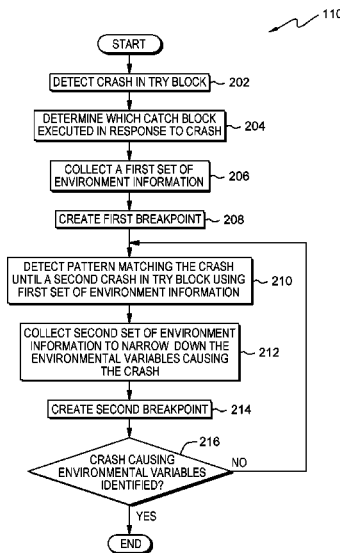 110
START
DETECT CRASH IN TRY BLOCK
202
DETERMINE WHICH CATCH BLOCK
EXECUTED IN RESPONSE TO CRASH
204
COLLECT A FIRST SET OF
ENVIRONMENT INFORMATION
206
CREATE FIRST BREAKPOINT
208
DETECT PATTERN MATCHING THE CRASH
UNTIL A SECOND CRASH IN TRY BLOCK USING
FIRST SET OF ENVIRONMENT INFORMATION
210
COLLECT SECOND SET OF ENVIRONMENT
INFORMATION TO NARROW DOWN THE
ENVIRONMENTAL VARIABLES CAUSING
THE CRASH
212
CREATE SECOND BREAKPOINT
214
216
CRASH CAUSING
ENVIRONMENTAL VARIABLES
IDENTIFIED?
NO
YES
END